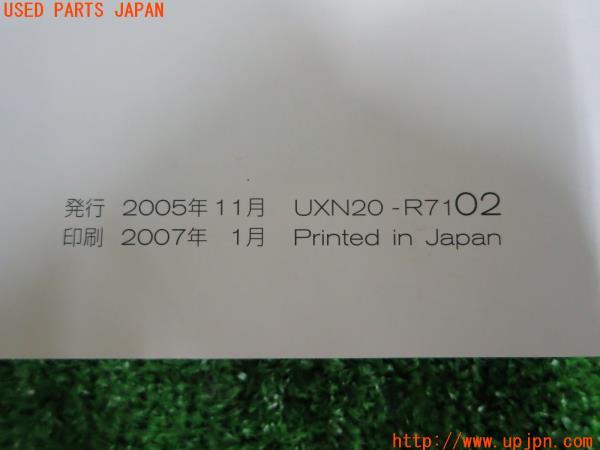 USED PARTS JAPAN
発行 2005年11月 UXN20-R7102
印刷 2007年 1月 Printed in Japan
http://www.upjpn.com/